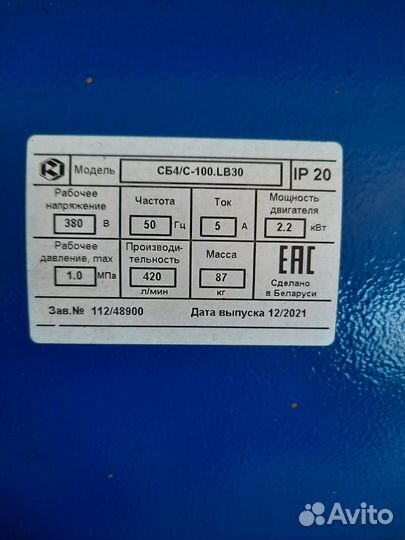 Модель СБ4/С-100.LB30 IP 20
Рабочее напряжение 380 В
Частота 50 Гц
Ток 5 А
Мощность двигателя 2.2 кВт
Рабочее давление, max 1.0 МПа
Производи-
тельность 420 л/мин
Масса 87 кг
ЕАС
Сделано
в Беларуси
Зав.№ 112/48900 Дата выпуска 12/2021
Avito